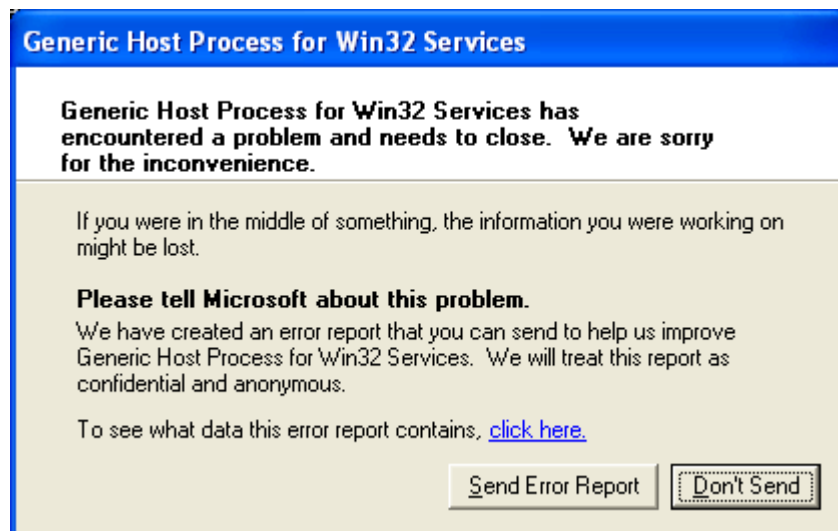 Generic Host Process for Win32 Services
Generic Host Process for Win32 Services has
encountered a problem and needs to close.  We are sorry
for the inconvenience.
If you were in the middle of something, the information you were working on
might be lost.
Please tell Microsoft about this problem.
We have created an error report that you can send to help us improve
Generic Host Process for Win32 Services.  We will treat this report as
confidential and anonymous.
To see what data this error report contains, click here.
Send Error Report Don't Send